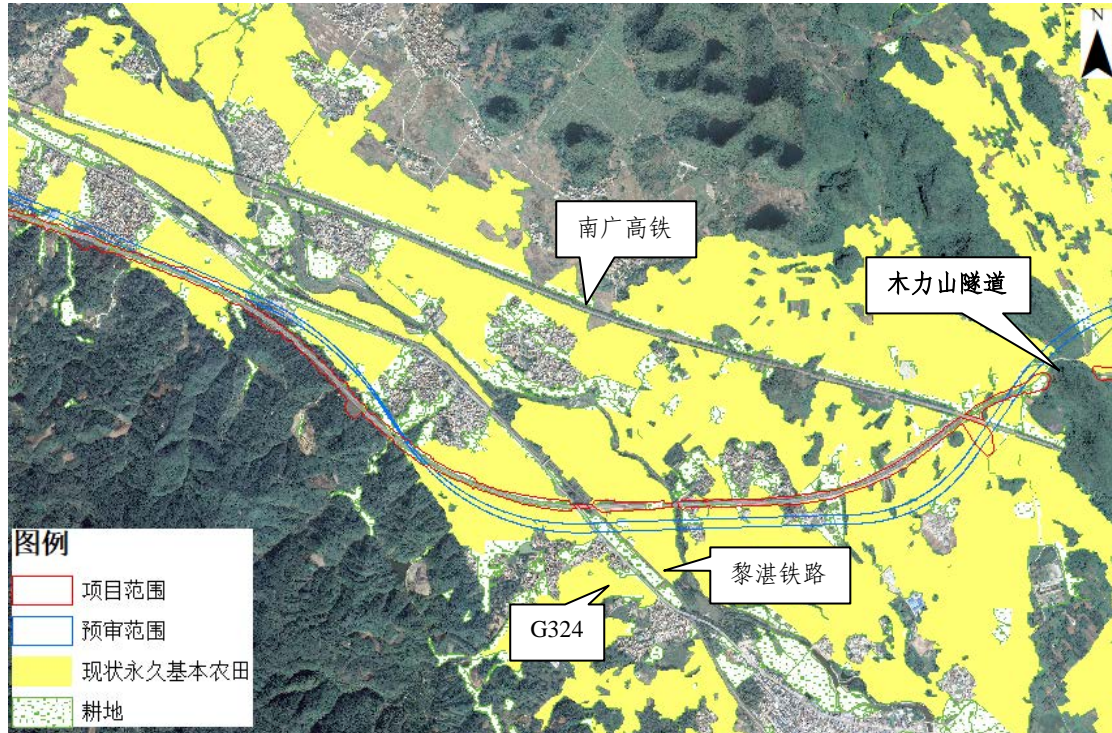 N
南广高铁
木力山隧道
黎湛铁路
G324
图例
项目范围
预审范围
现状永久基本农田
耕地